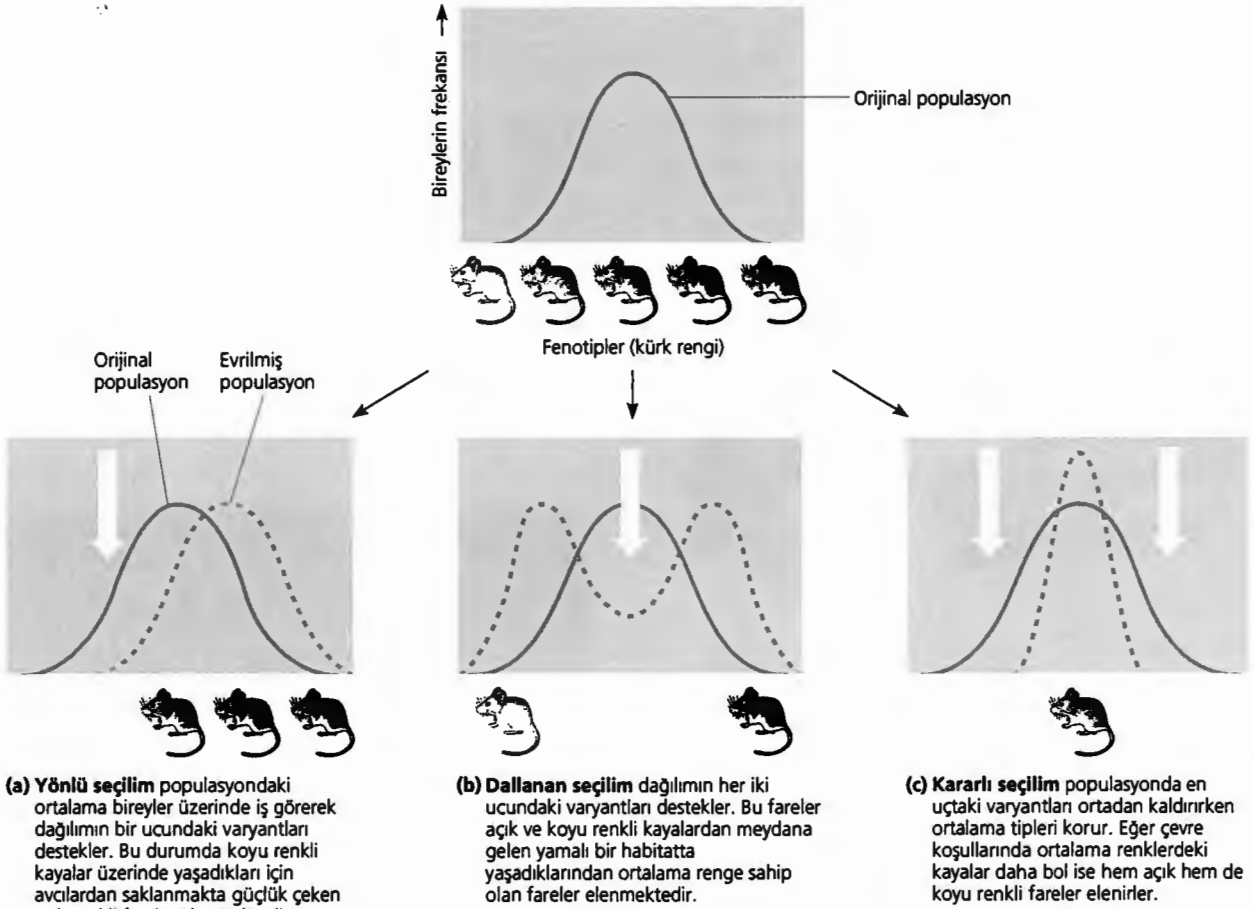 Bireylerin frekansı
Orijinal populasyon
Fenotipler (kürk rengi)
Orijinal
populasyon
Evrilmiş
populasyon
(a) Yönlü seçilim populasyondaki
ortalama bireyler üzerinde iş görerek
dağılımın bir ucundaki varyantları
destekler. Bu durumda koyu renkli
kayalar üzerinde yaşadıkları için
avcılardan saklanmakta güçlük çeken
(b) Dallanan seçilim dağılımın her iki
ucundaki varyantları destekler. Bu fareler
açık ve koyu renkli kayalardan meydana
gelen yamalı bir habitatta
yaşadıklarından ortalama renge sahip
olan fareler elenmektedir.
(c) Kararlı seçilim populasyonda en
uçtaki varyantları ortadan kaldırırken
ortalama tipleri korur. Eğer çevre
koşullarında ortalama renklerdeki
kayalar daha bol ise hem açık hem de
koyu renkli fareler elenirler.